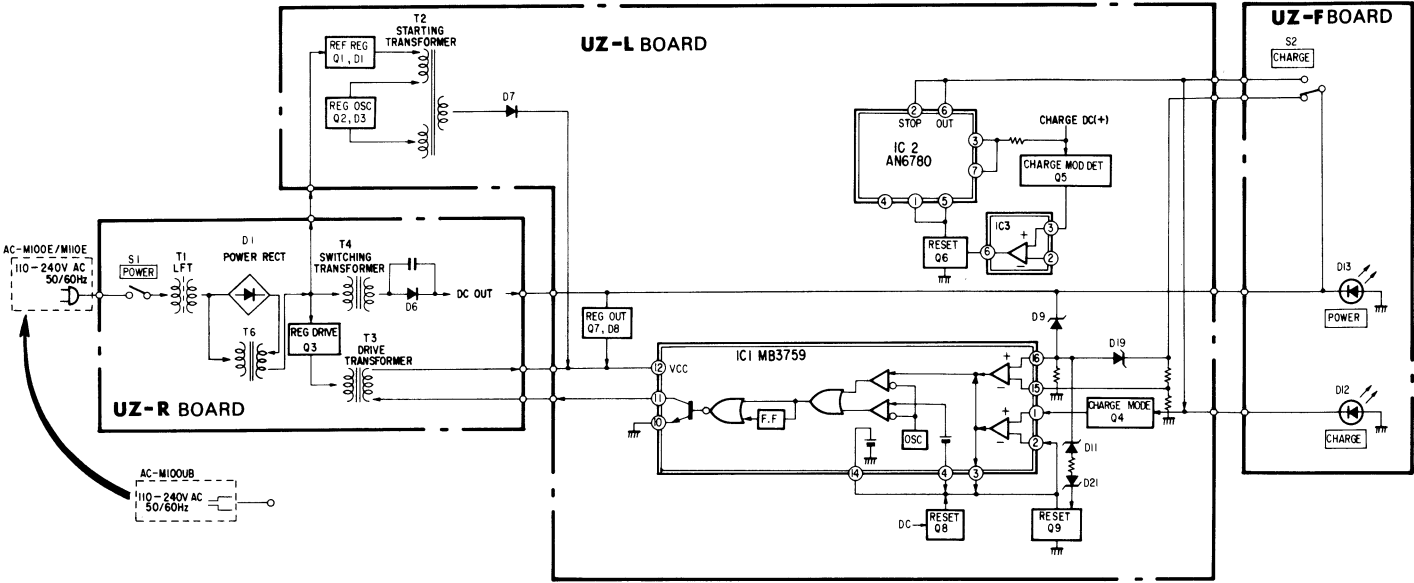 UZ-L BOARD
UZ-F BOARD
T2
STARTING
TRANSFORMER
REF REG
Q1, D1
REG OSC
Q2, D3
D7
S2
CHARGE
2
6
STOP
OUT
IC 2
AN6780
3
7
4
1
5
CHARGE DC(+)
CHARGE MOD DET
Q5
IC3
+
−
3
2
6
RESET
Q6
AC-M100E/M110E
110-240V AC
50/60Hz
S1
POWER
T1
LFT
D1
POWER RECT
T6
T4
SWITCHING
TRANSFORMER
D6
DC OUT
REG DRIVE
Q3
T3
DRIVE
TRANSFORMER
UZ-R BOARD
REG OUT
Q7, D8
D9
D19
D13
POWER
IC1 MB3759
12
VCC
11
10
F.F
OSC
+
−
+
−
16
15
1
2
14
4
3
CHARGE MODE
Q4
D11
D21
D12
CHARGE
DC
RESET
Q8
RESET
Q9
AC-M100UB
110-240V AC
50/60Hz